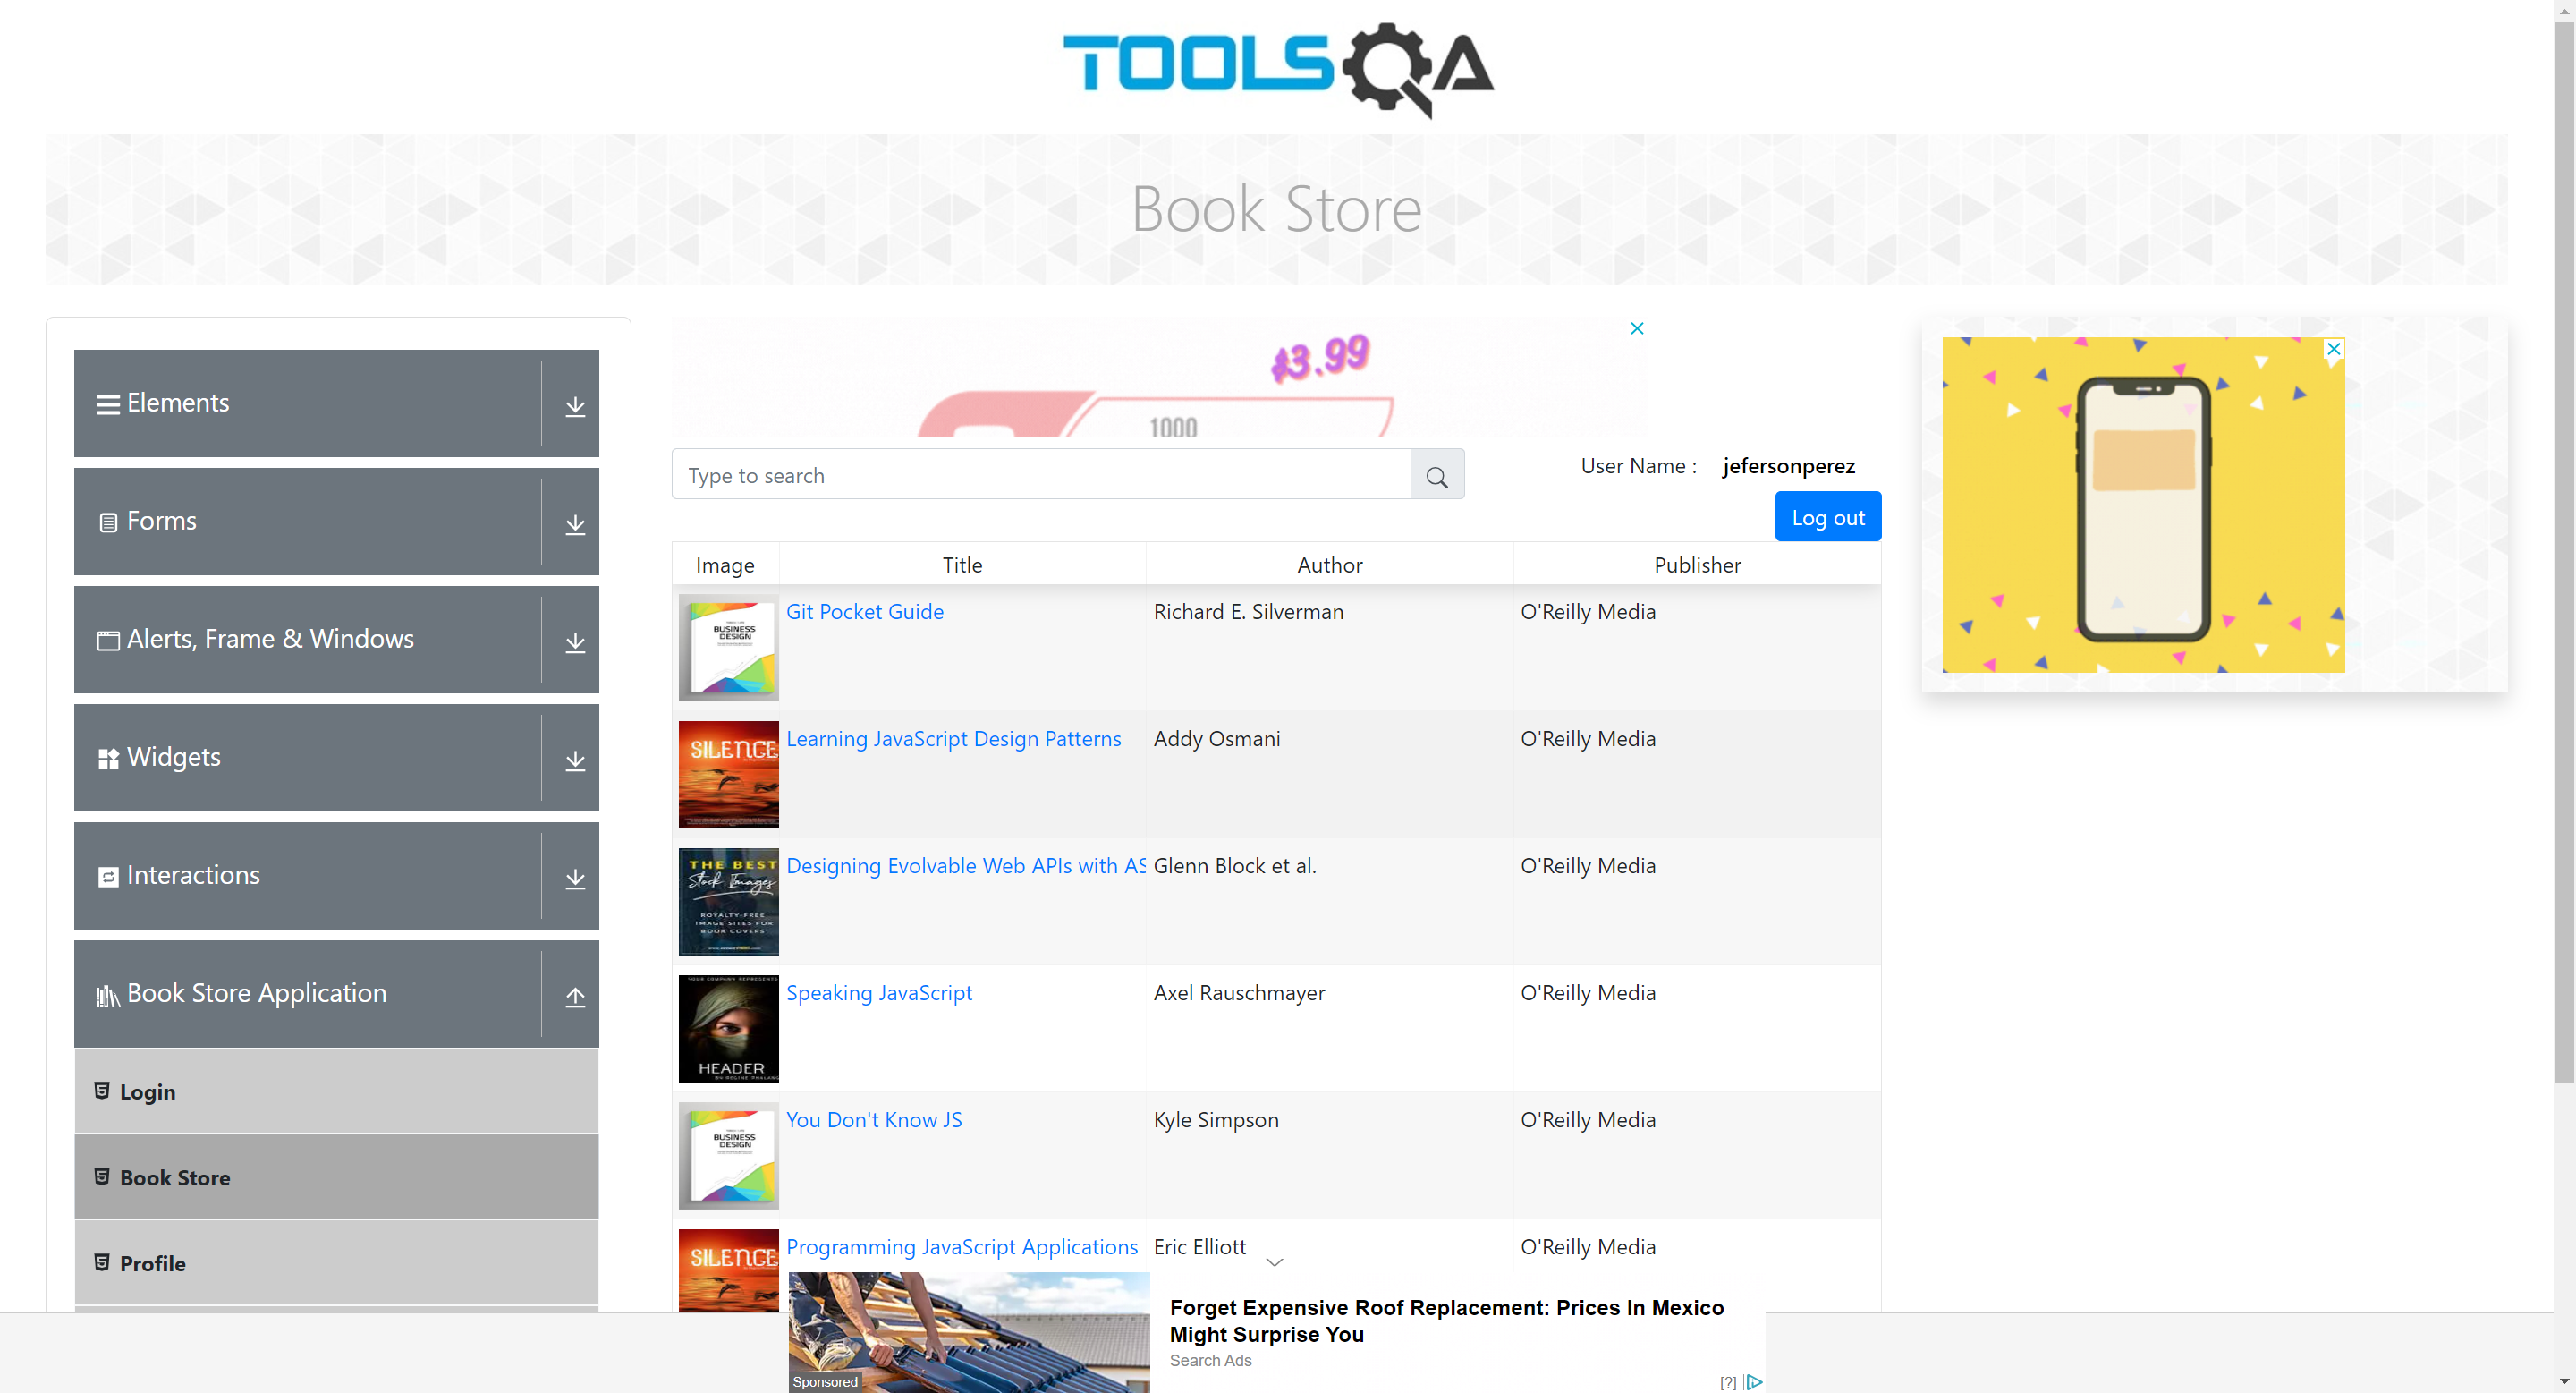 TOOLSQA
Book Store
Elements
Forms
Alerts, Frame & Windows
Widgets
Interactions
Book Store Application
Login
Book Store
Profile
$3.99
1000
Type to search
User Name : jefersonperez
Log out
Image Title Author Publisher
BUSINESS
DESIGN
Git Pocket Guide Richard E. Silverman O'Reilly Media
SILENCE
Learning JavaScript Design Patterns Addy Osmani O'Reilly Media
THE BEST
Stock Images
ROYALTY-FREE
IMAGE SITES FOR
BOOK COVERS
Designing Evolvable Web APIs with AS Glenn Block et al. O'Reilly Media
HEADER
Speaking JavaScript Axel Rauschmayer O'Reilly Media
BUSINESS
DESIGN
You Don't Know JS Kyle Simpson O'Reilly Media
SILENCE
Programming JavaScript Applications Eric Elliott O'Reilly Media
Forget Expensive Roof Replacement: Prices In Mexico
Might Surprise You
Search Ads
Sponsored
[?]